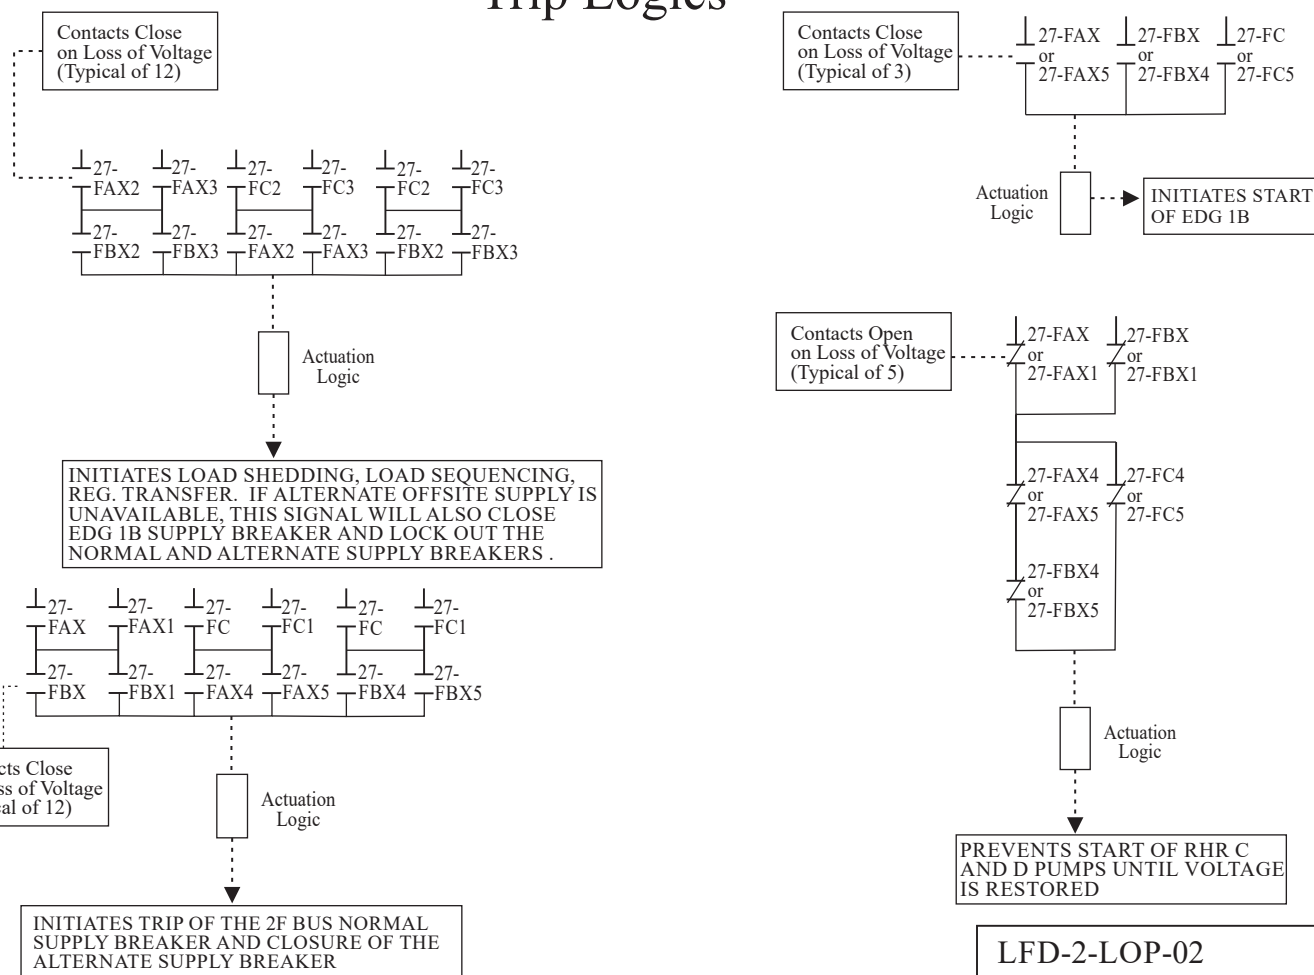 Trip Logics
Contacts Close
on Loss of Voltage
(Typical of 12)
27-
FAX2
27-
FAX3
27-
FC2
27-
FC3
27-
FC2
27-
FC3
27-
FBX2
27-
FBX3
27-
FAX2
27-
FAX3
27-
FBX2
27-
FBX3
Actuation
Logic
INITIATES LOAD SHEDDING, LOAD SEQUENCING,
REG. TRANSFER. IF ALTERNATE OFFSITE SUPPLY IS
UNAVAILABLE, THIS SIGNAL WILL ALSO CLOSE
EDG 1B SUPPLY BREAKER AND LOCK OUT THE
NORMAL AND ALTERNATE SUPPLY BREAKERS .
27-
FAX
27-
FAX1
27-
FC
27-
FC1
27-
FC
27-
FC1
27-
FBX
27-
FBX1
27-
FAX4
27-
FAX5
27-
FBX4
27-
FBX5
cts Close
ss of Voltage
cal of 12)
Actuation
Logic
INITIATES TRIP OF THE 2F BUS NORMAL
SUPPLY BREAKER AND CLOSURE OF THE
ALTERNATE SUPPLY BREAKER
Contacts Close
on Loss of Voltage
(Typical of 3)
27-FAX
or
27-FAX5
27-FBX
or
27-FBX4
27-FC
or
27-FC5
Actuation
Logic
INITIATES START
OF EDG 1B
Contacts Open
on Loss of Voltage
(Typical of 5)
27-FAX
or
27-FAX1
27-FBX
or
27-FBX1
27-FAX4
or
27-FAX5
27-FC4
or
27-FC5
27-FBX4
or
27-FBX5
Actuation
Logic
PREVENTS START OF RHR C
AND D PUMPS UNTIL VOLTAGE
IS RESTORED
LFD-2-LOP-02